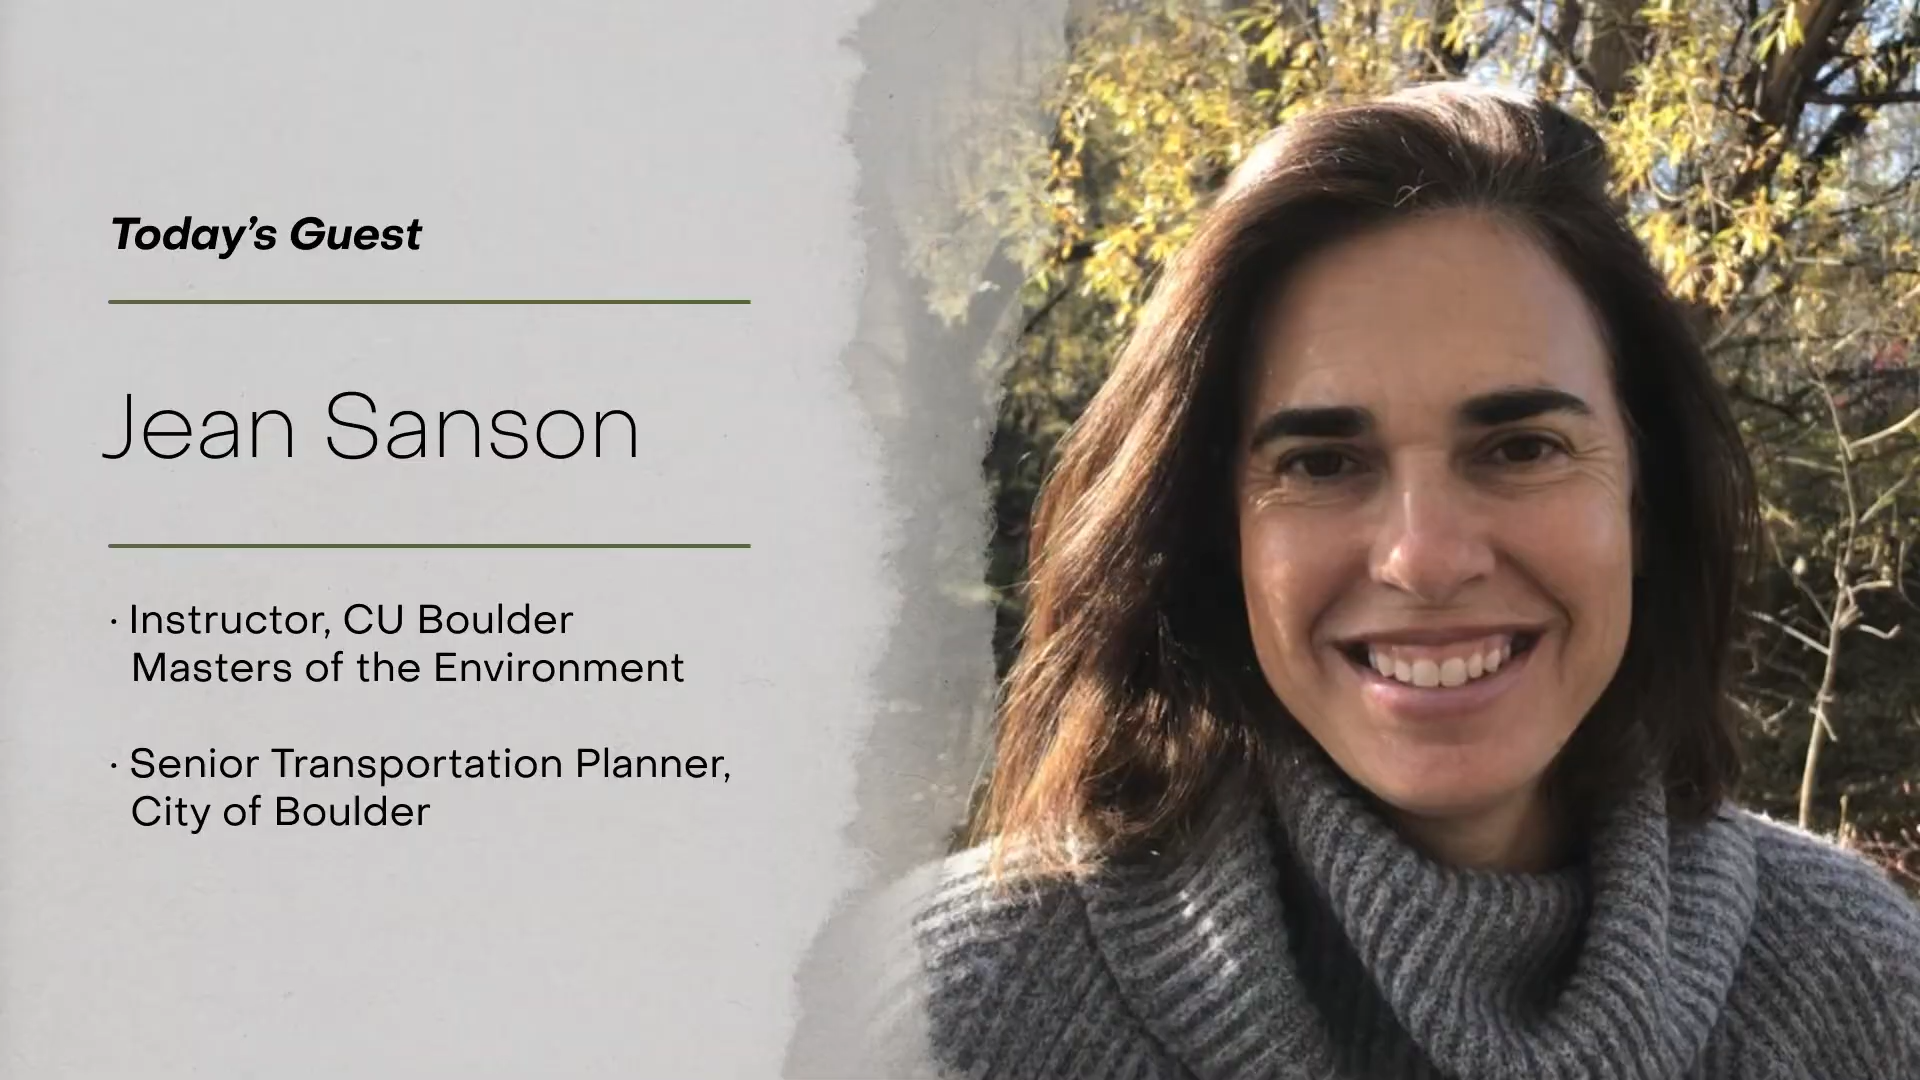 Today's Guest
Jean Sanson
· Instructor, CU Boulder
Masters of the Environment
· Senior Transportation Planner,
City of Boulder